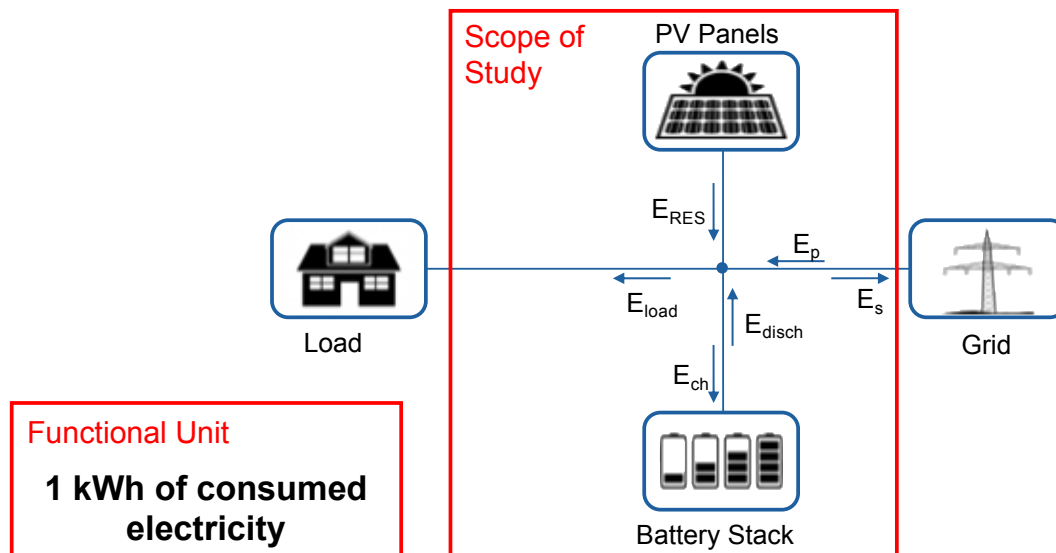 Scope of
Study
PV Panels
E_RES
E_p
E_load
E_s
E_disch
Load
Grid
E_ch
Functional Unit
1 kWh of consumed
electricity
Battery Stack